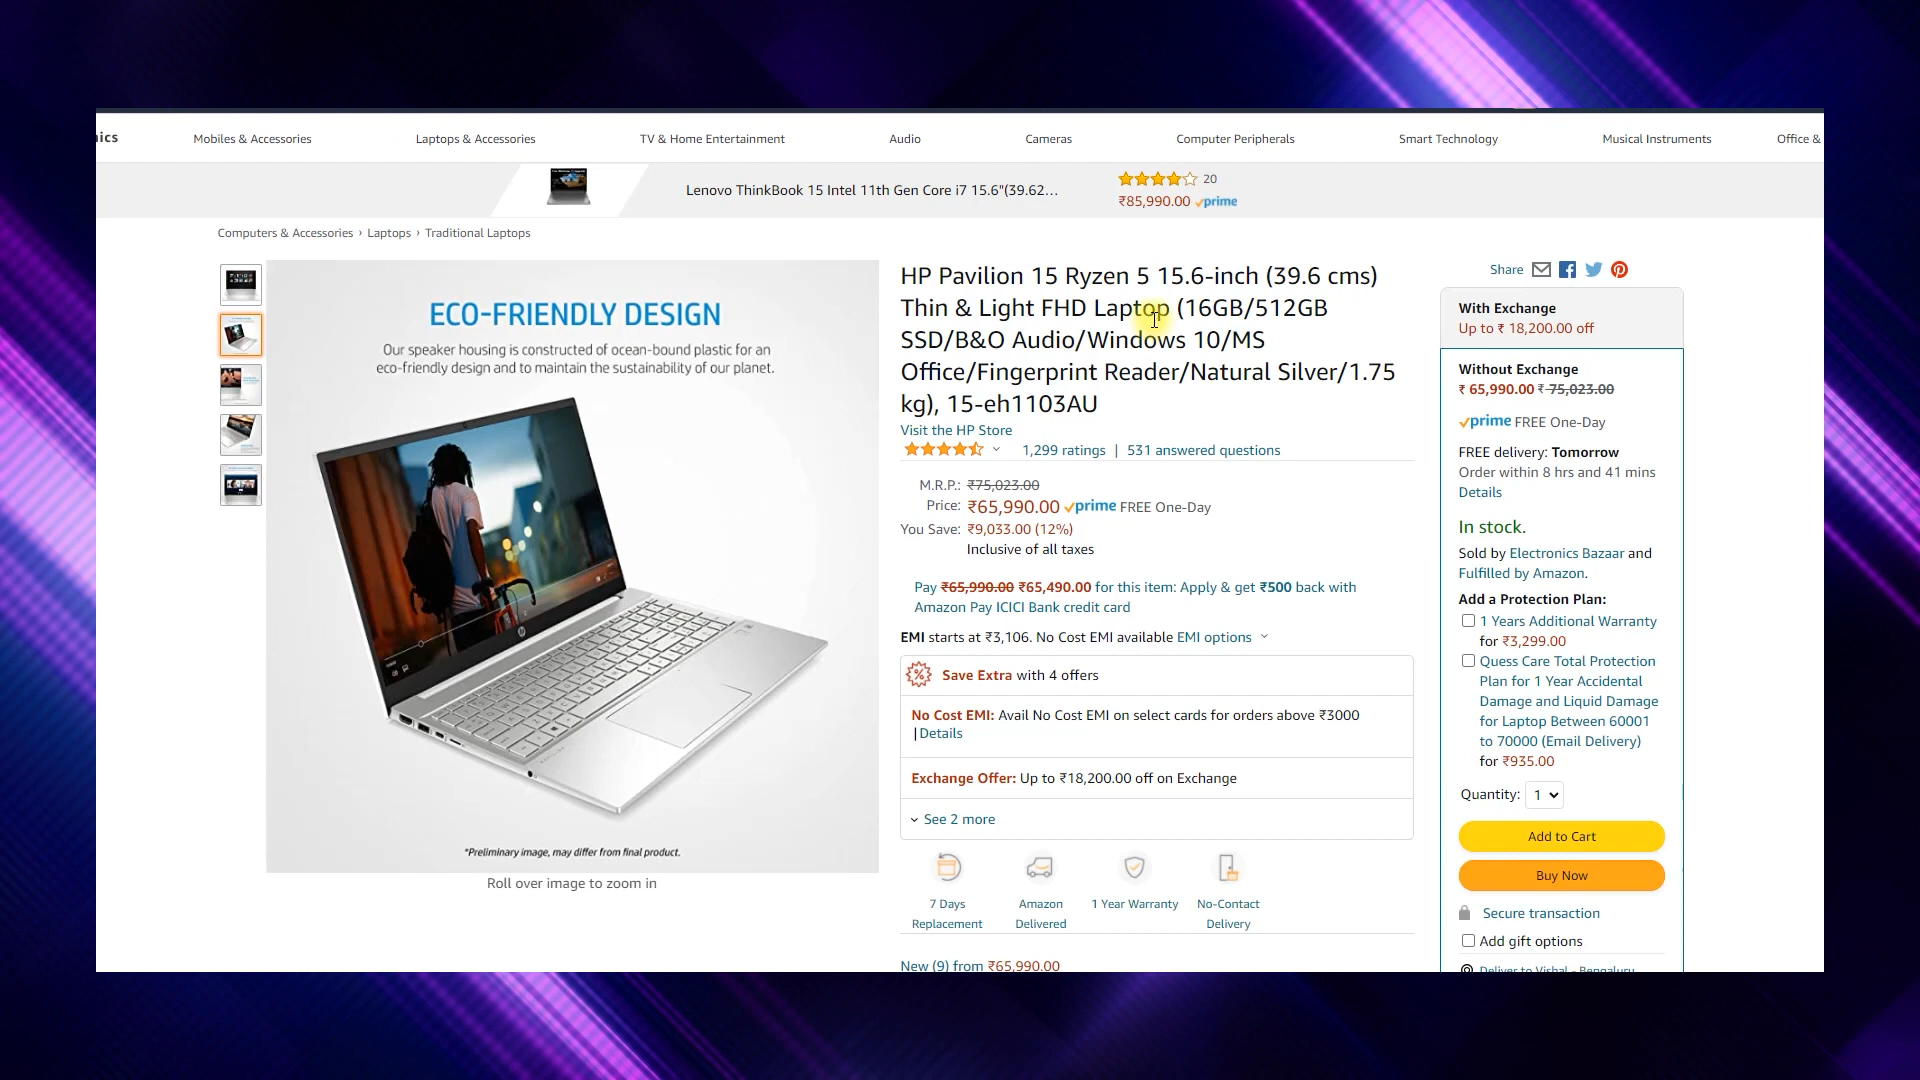 ics
Mobiles & Accessories
Laptops & Accessories
TV & Home Entertainment
Audio
Cameras
Computer Peripherals
Smart Technology
Musical Instruments
Office &
Lenovo ThinkBook 15 Intel 11th Gen Core i7 15.6"(39.62...
20
₹85,990.00 prime
Computers & Accessories › Laptops › Traditional Laptops
ECO-FRIENDLY DESIGN
Our speaker housing is constructed of ocean-bound plastic for an
eco-friendly design and to maintain the sustainability of our planet.
*Preliminary image, may differ from final product.
Roll over image to zoom in
HP Pavilion 15 Ryzen 5 15.6-inch (39.6 cms)
Thin & Light FHD Laptop (16GB/512GB
SSD/B&O Audio/Windows 10/MS
Office/Fingerprint Reader/Natural Silver/1.75
kg), 15-eh1103AU
Visit the HP Store
1,299 ratings | 531 answered questions
M.R.P.: ₹75,023.00
Price: ₹65,990.00 prime FREE One-Day
You Save: ₹9,033.00 (12%)
Inclusive of all taxes
Pay ₹65,990.00 ₹65,490.00 for this item: Apply & get ₹500 back with
Amazon Pay ICICI Bank credit card
EMI starts at ₹3,106. No Cost EMI available EMI options
Save Extra with 4 offers
No Cost EMI: Avail No Cost EMI on select cards for orders above ₹3000
|Details
Exchange Offer: Up to ₹18,200.00 off on Exchange
See 2 more
7 Days
Replacement
Amazon
Delivered
1 Year Warranty
No-Contact
Delivery
New (9) from ₹65,990.00
Share
With Exchange
Up to ₹ 18,200.00 off
Without Exchange
₹ 65,990.00 ₹ 75,023.00
prime FREE One-Day
FREE delivery: Tomorrow
Order within 8 hrs and 41 mins
Details
In stock.
Sold by Electronics Bazaar and
Fulfilled by Amazon.
Add a Protection Plan:
1 Years Additional Warranty
for ₹3,299.00
Quess Care Total Protection
Plan for 1 Year Accidental
Damage and Liquid Damage
for Laptop Between 60001
to 70000 (Email Delivery)
for ₹935.00
Quantity: 1
Add to Cart
Buy Now
Secure transaction
Add gift options
Deliver to Vishal - Bengaluru